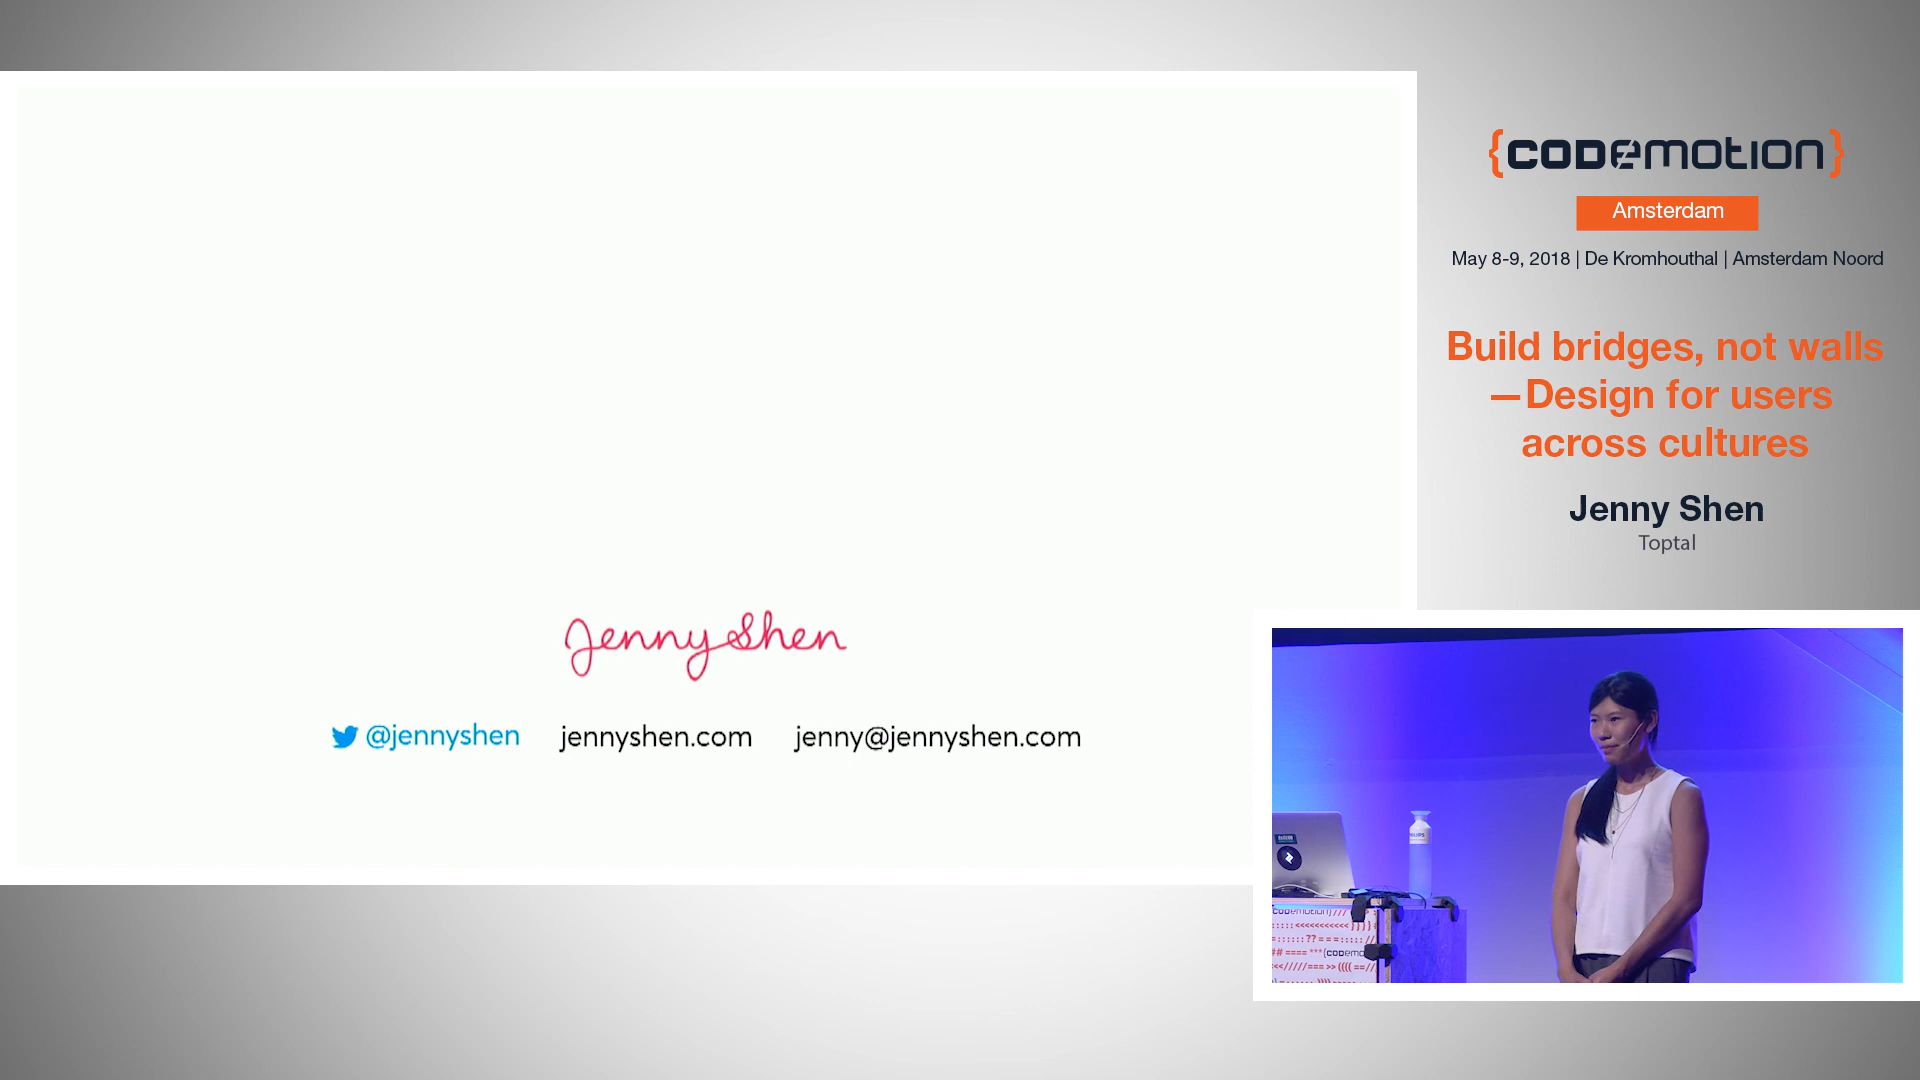 Jenny Shen
@jennyshen jennyshen.com jenny@jennyshen.com
{CODEMOTION}
Amsterdam
May 8-9, 2018 | De Kromhouthal | Amsterdam Noord
Build bridges, not walls
—Design for users
across cultures
Jenny Shen
Toptal